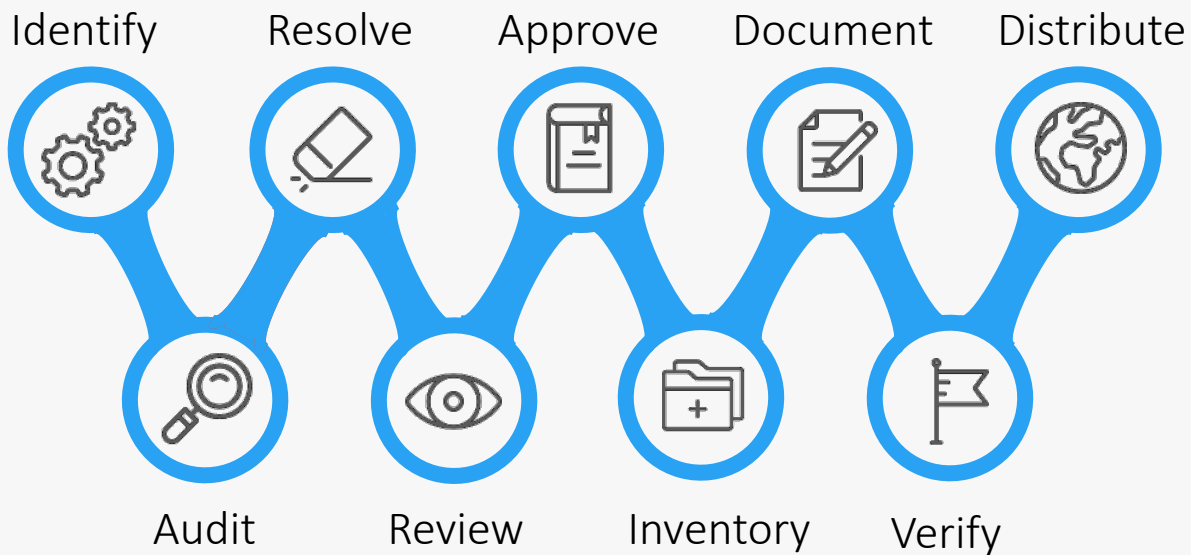 Identify
Resolve
Approve
Document
Distribute
Audit
Review
Inventory
Verify